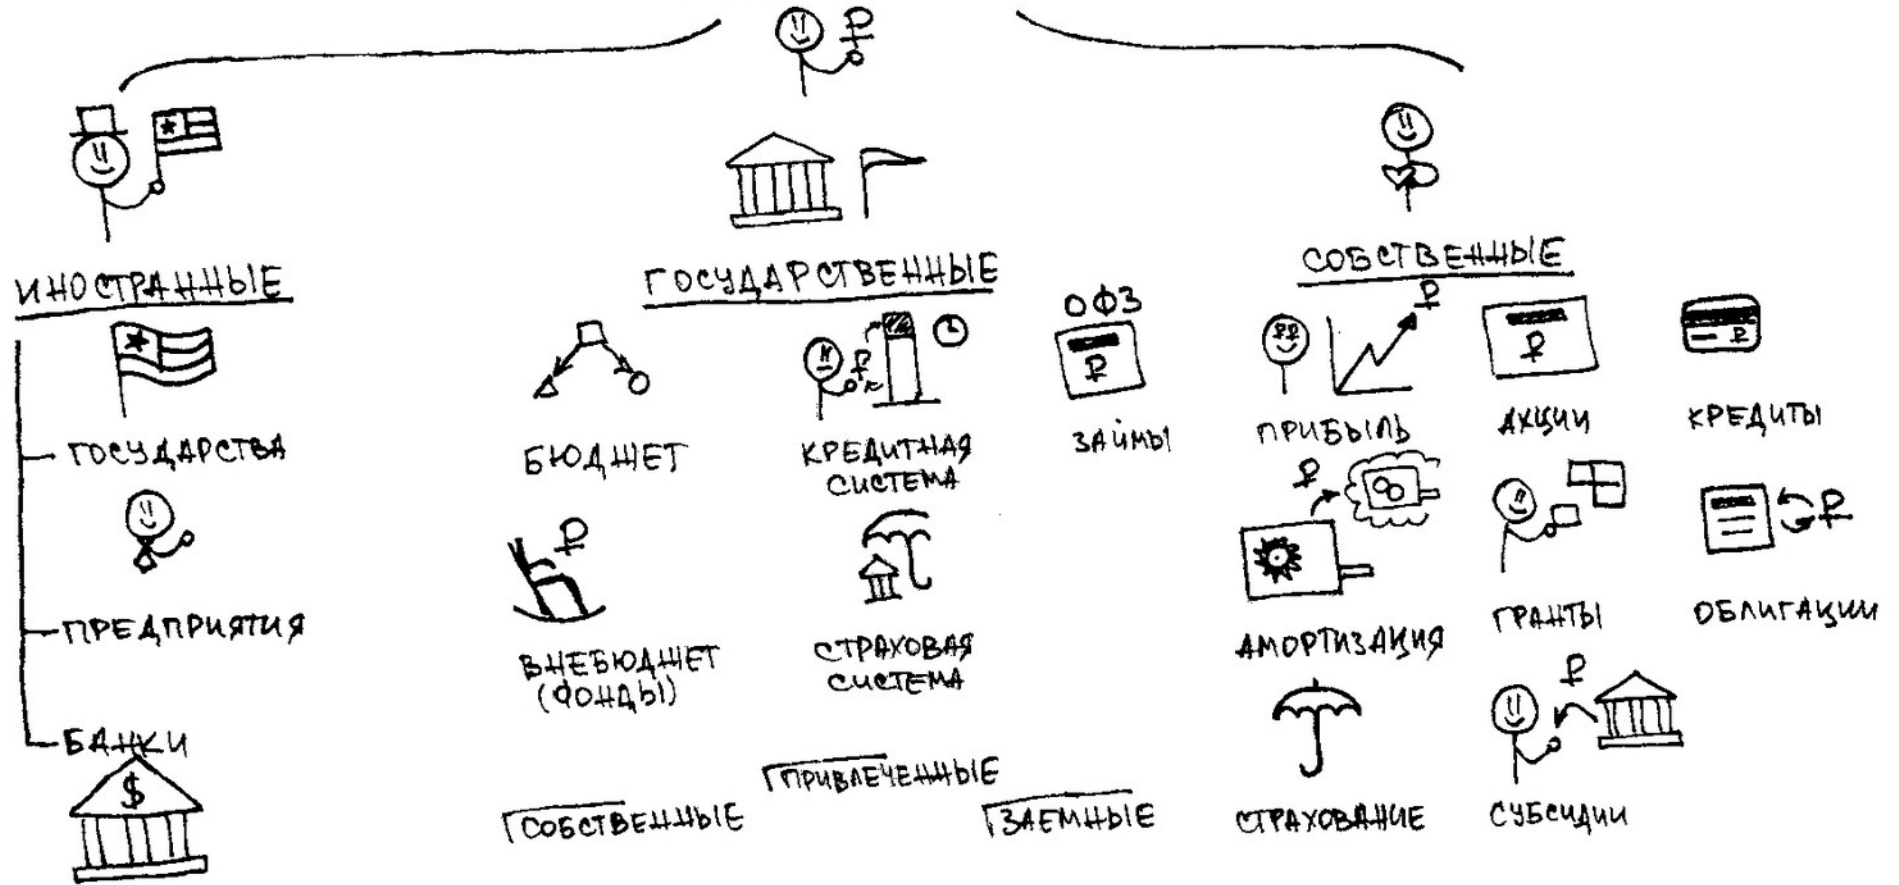 ИНОСТРАННЫЕ
ГОСУДАРСТВА
ПРЕДПРИЯТИЯ
БАНКИ
$
₽
ГОСУДАРСТВЕННЫЕ
БЮДЖЕТ
₽
КРЕДИТНАЯ
СИСТЕМА
ОФЗ
₽
ЗАЙМЫ
₽
ВНЕБЮДЖЕТ
(ФОНДЫ)
СТРАХОВАЯ
СИСТЕМА
СОБСТВЕННЫЕ
ПРИВЛЕЧЕННЫЕ
ЗАЕМНЫЕ
СОБСТВЕННЫЕ
₽₽
₽
ПРИБЫЛЬ
₽
АКЦИИ
₽
КРЕДИТЫ
₽
АМОРТИЗАЦИЯ
ГРАНТЫ
₽
ОБЛИГАЦИИ
СТРАХОВАНИЕ
₽
СУБСИДИИ